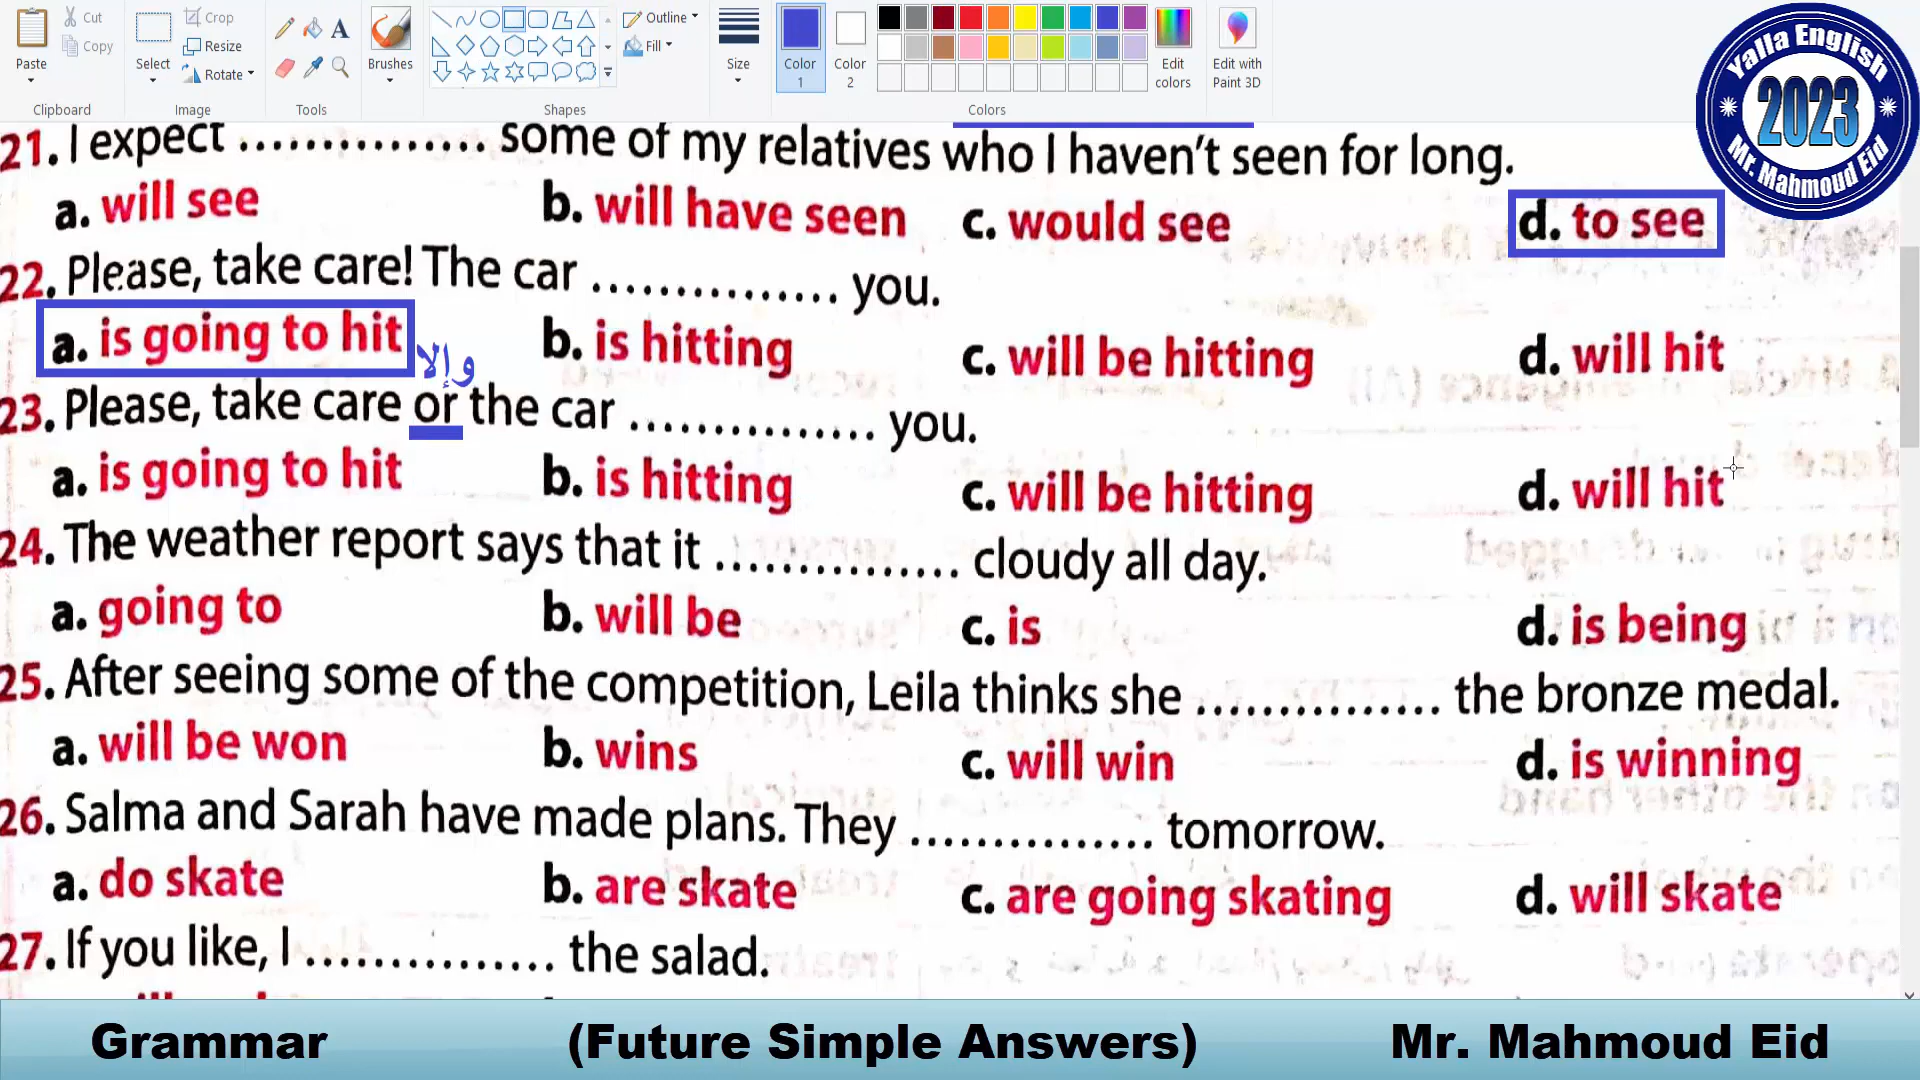 Paste
Cut
Copy
Clipboard
Select
Crop
Resize
Rotate
Image
A
Tools
Brushes
Shapes
Outline
Fill
Size
Color 1
Color 2
Colors
Edit colors
Edit with Paint 3D
Yalla English
2023
Mr. Mahmoud Eid
21. I expect ............... some of my relatives who I haven't seen for long.
a. will see b. will have seen c. would see d. to see
22. Please, take care! The car ............... you.
a. is going to hit b. is hitting c. will be hitting d. will hit
وإلا
23. Please, take care or the car ............... you.
a. is going to hit b. is hitting c. will be hitting d. will hit
24. The weather report says that it ............... cloudy all day.
a. going to b. will be c. is d. is being
25. After seeing some of the competition, Leila thinks she ............... the bronze medal.
a. will be won b. wins c. will win d. is winning
26. Salma and Sarah have made plans. They ............... tomorrow.
a. do skate b. are skate c. are going skating d. will skate
27. If you like, I ............... the salad.
Grammar (Future Simple Answers) Mr. Mahmoud Eid